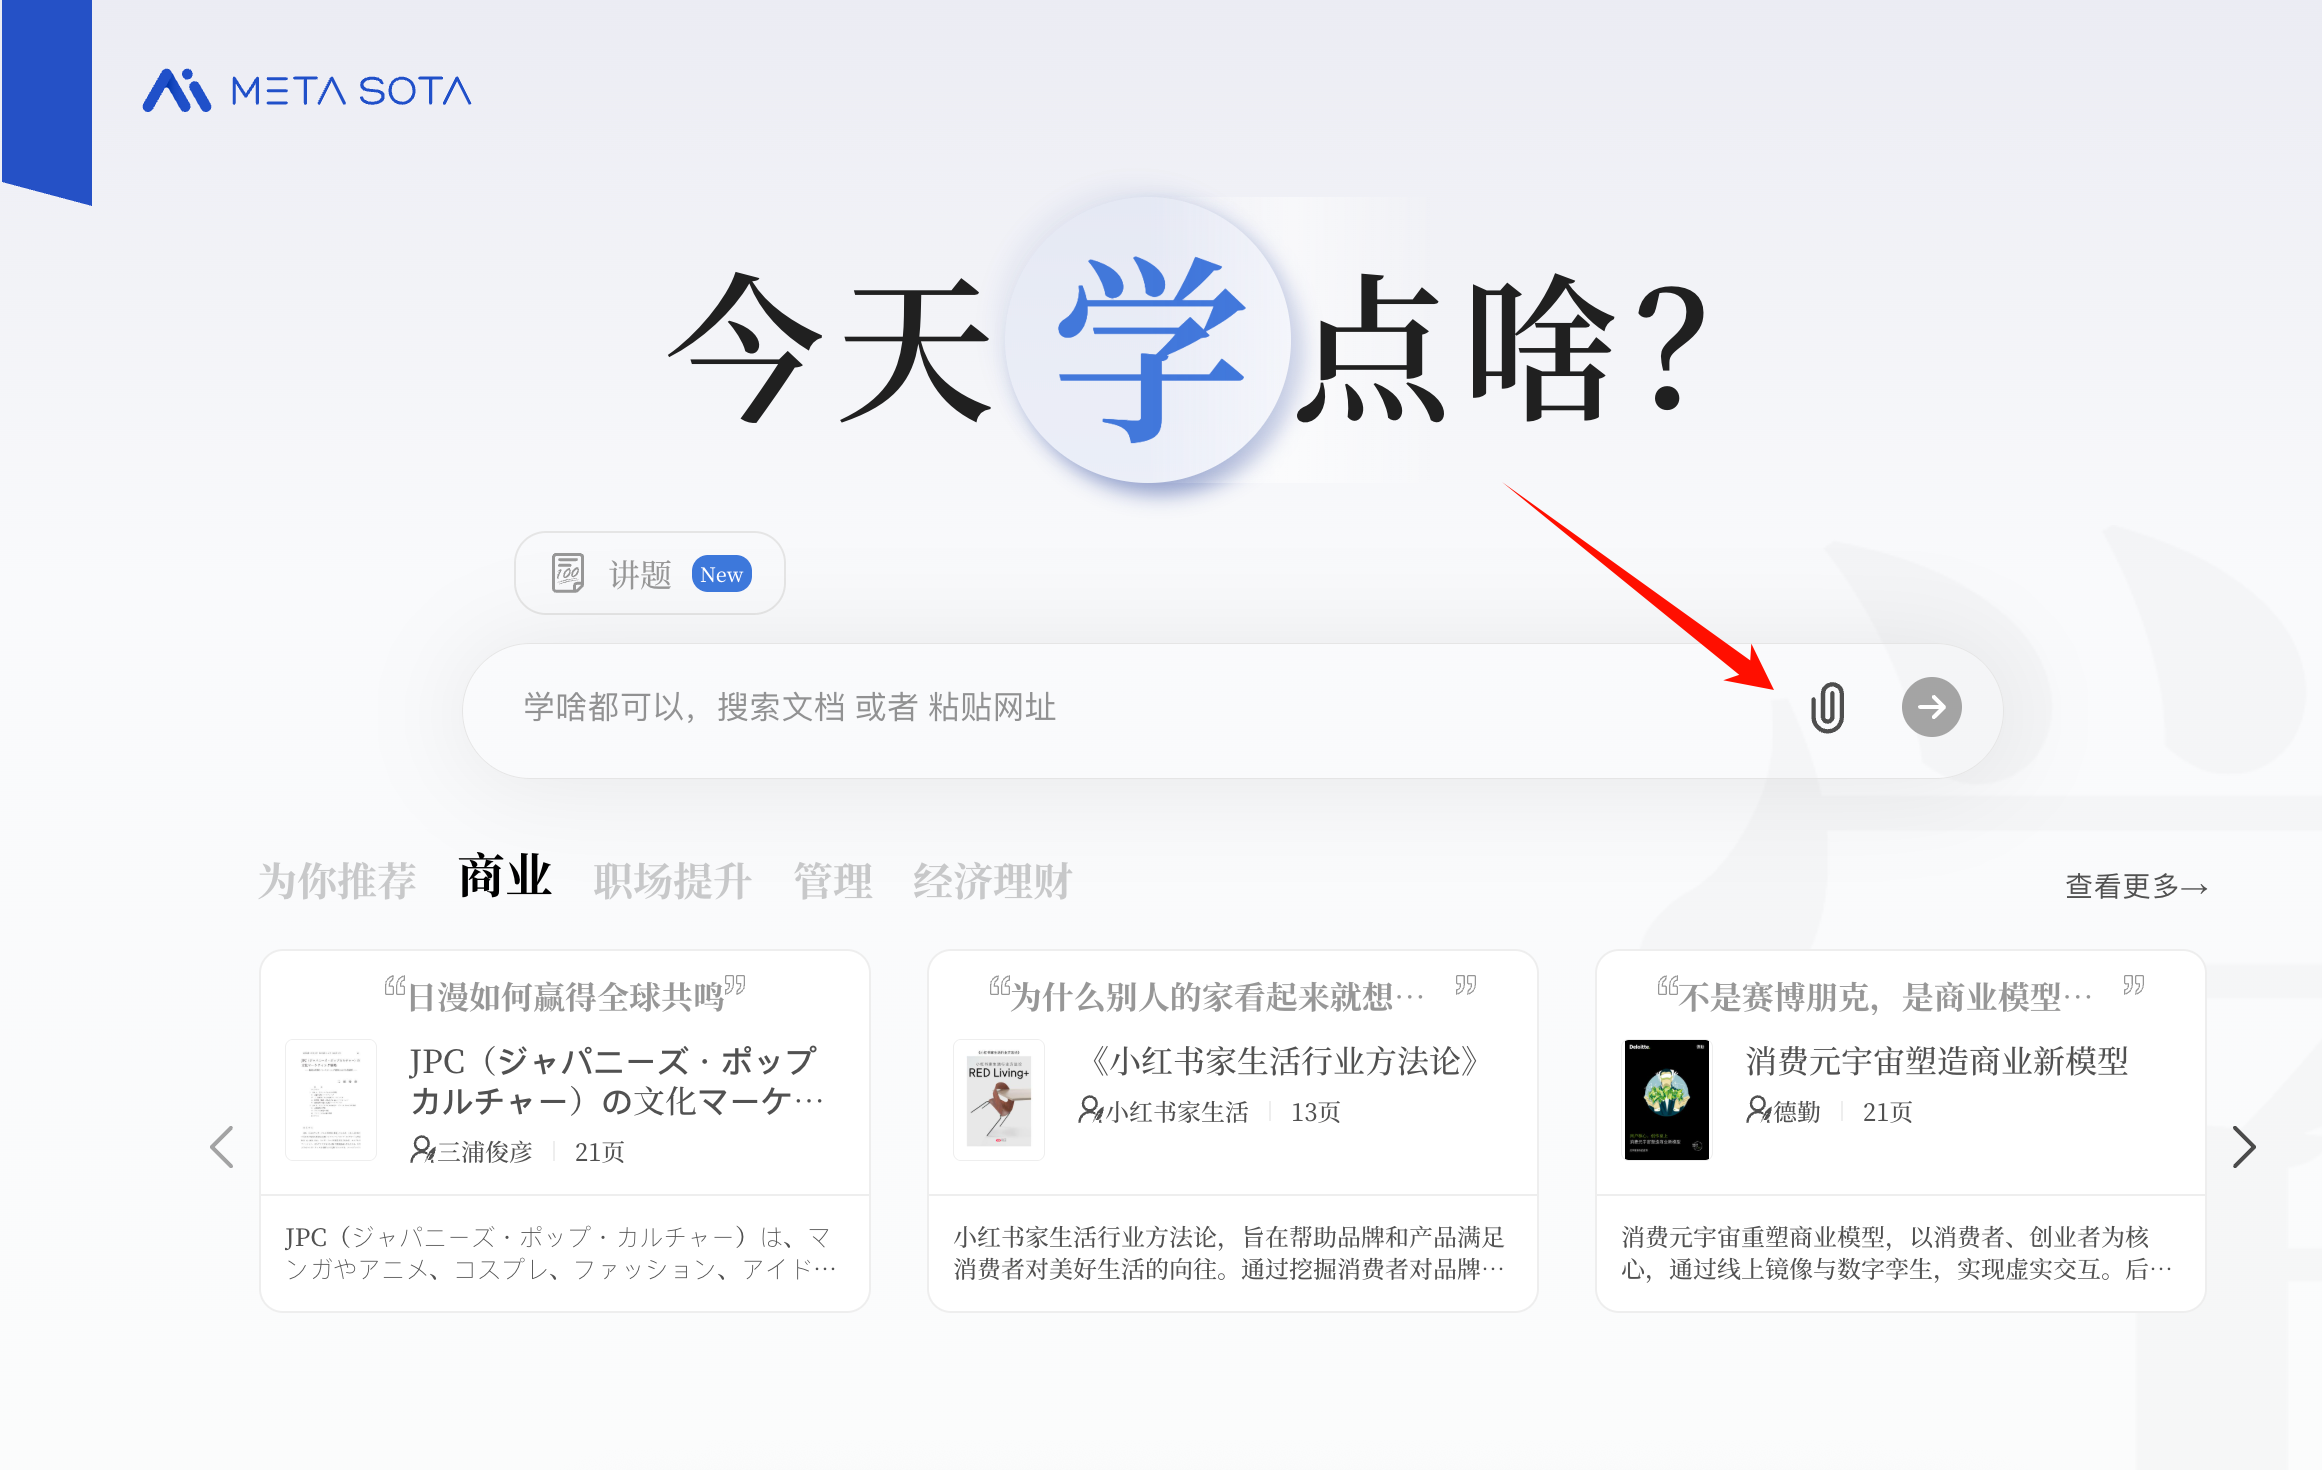 META SOTA
今天学点啥？
讲题 New
学啥都可以，搜索文档 或者 粘贴网址
为你推荐 商业 职场提升 管理 经济理财
查看更多→
“日漫如何赢得全球共鸣”
JPC（ジャパニーズ・ポップ
カルチャー）の文化マーケ…
三浦俊彦 | 21页
JPC（ジャパニーズ・ポップ・カルチャー）は、マ
ンガやアニメ、コスプレ、ファッション、アイド…
“为什么别人的家看起来就想… ”
RED Living+
《小红书家生活行业方法论》
小红书家生活 | 13页
小红书家生活行业方法论，旨在帮助品牌和产品满足
消费者对美好生活的向往。通过挖掘消费者对品牌…
“不是赛博朋克，是商业模型… ”
Deloitte.
消费元宇宙塑造商业新模型
德勤 | 21页
消费元宇宙重塑商业模型，以消费者、创业者为核
心，通过线上镜像与数字孪生，实现虚实交互。后…